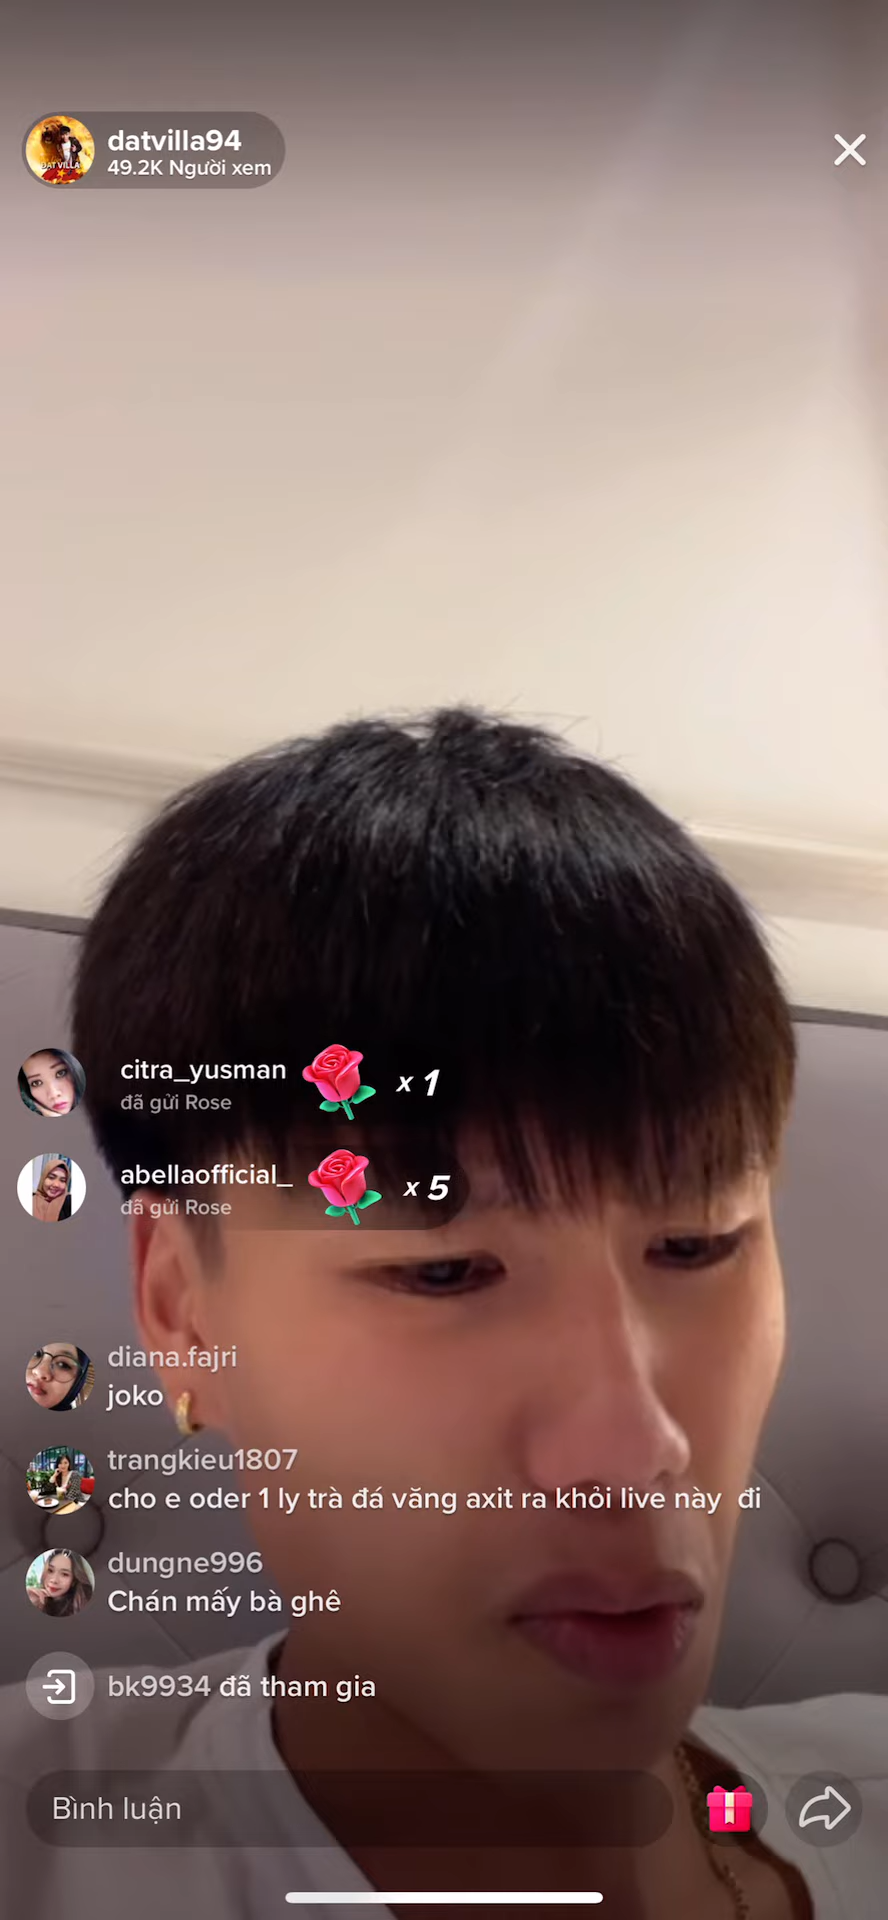 datvilla94
49.2K Người xem
DAT VILLA
citra_yusman
đã gửi Rose
x 1
abellaofficial_
đã gửi Rose
x 5
diana.fajri
joko
trangkieu1807
cho e oder 1 ly trà đá văng axit ra khỏi live này đi
dungne996
Chán mấy bà ghê
bk9934 đã tham gia
Bình luận